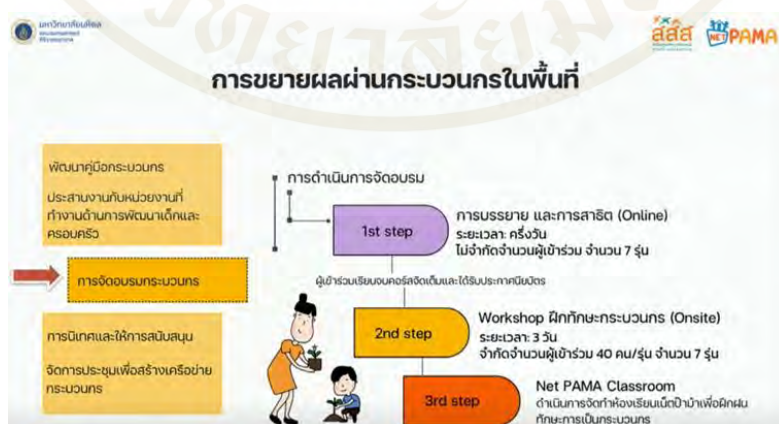 มหาวิทยาลัยมหิดล
สสส
NET PAMA
การขยายผลผ่านกระบวนกรในพื้นที่
พัฒนาคู่มือกระบวนกร
ประสานงานกับหน่วยงานที่
ทำงานด้านการพัฒนาเด็กและ
ครอบครัว
การจัดอบรมกระบวนกร
การนิเทศและให้การสนับสนุน
จัดการประชุมเพื่อสร้างเครือข่าย
กระบวนกร
การดำเนินการจัดอบรม
1st step
การบรรยาย และการสาธิต (Online)
ระยะเวลา: ครึ่งวัน
ไม่จำกัดจำนวนผู้เข้าร่วม จำนวน 7 รุ่น
ผู้เข้าร่วมเรียนจบคอร์สจัดเต็มและได้รับประกาศนียบัตร
2nd step
Workshop ฝึกทักษะกระบวนกร (Onsite)
ระยะเวลา: 3 วัน
จำกัดจำนวนผู้เข้าร่วม 40 คน/รุ่น จำนวน 7 รุ่น
3rd step
Net PAMA Classroom
ดำเนินการจัดทำห้องเรียนเน็ตป๊าม้าเพื่อฝึกฝน
ทักษะการเป็นกระบวนกร